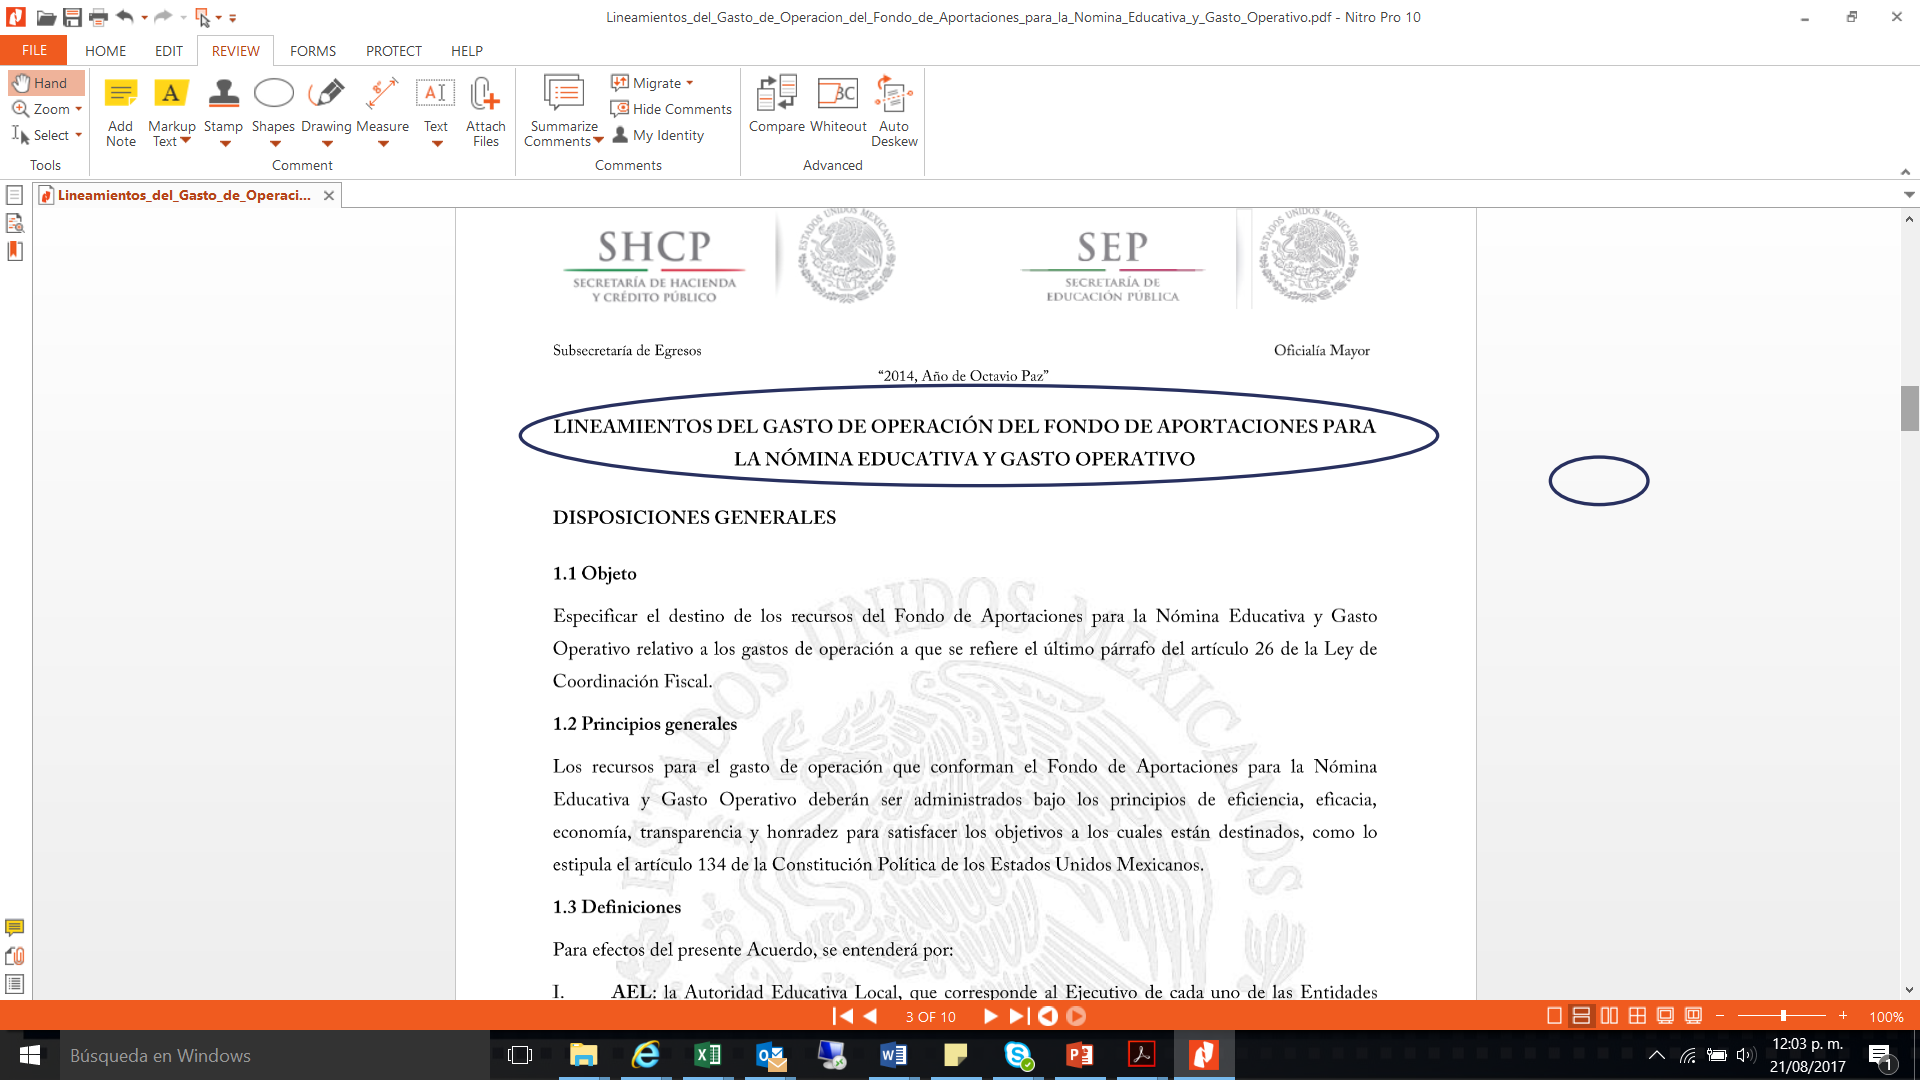 Lineamientos_del_Gasto_de_Operacion_del_Fondo_de_Aportaciones_para_la_Nomina_Educativa_y_Gasto_Operativo.pdf - Nitro Pro 10
FILE HOME EDIT REVIEW FORMS PROTECT HELP
Hand
Zoom
Select
Tools
Add Note
Markup Text
Stamp
Shapes
Drawing
Measure
Text
Attach Files
Comment
Summarize Comments
Migrate
Hide Comments
My Identity
Comments
Compare
Whiteout
Auto Deskew
Advanced
Lineamientos_del_Gasto_de_Operaci...
SHCP
SECRETARÍA DE HACIENDA
Y CRÉDITO PÚBLICO
ESTADOS UNIDOS MEXICANOS
SEP
SECRETARÍA DE
EDUCACIÓN PÚBLICA
ESTADOS UNIDOS MEXICANOS
Subsecretaría de Egresos
Oficialía Mayor
“2014, Año de Octavio Paz”
LINEAMIENTOS DEL GASTO DE OPERACIÓN DEL FONDO DE APORTACIONES PARA
LA NÓMINA EDUCATIVA Y GASTO OPERATIVO
DISPOSICIONES GENERALES
1.1 Objeto
Especificar el destino de los recursos del Fondo de Aportaciones para la Nómina Educativa y Gasto
Operativo relativo a los gastos de operación a que se refiere el último párrafo del artículo 26 de la Ley de
Coordinación Fiscal.
1.2 Principios generales
Los recursos para el gasto de operación que conforman el Fondo de Aportaciones para la Nómina
Educativa y Gasto Operativo deberán ser administrados bajo los principios de eficiencia, eficacia,
economía, transparencia y honradez para satisfacer los objetivos a los cuales están destinados, como lo
estipula el artículo 134 de la Constitución Política de los Estados Unidos Mexicanos.
1.3 Definiciones
Para efectos del presente Acuerdo, se entenderá por:
I. AEL: la Autoridad Educativa Local, que corresponde al Ejecutivo de cada uno de las Entidades
ESTADOS UNIDOS MEXICANOS
3 OF 10
100%
Búsqueda en Windows
12:03 p. m.
21/08/2017
1